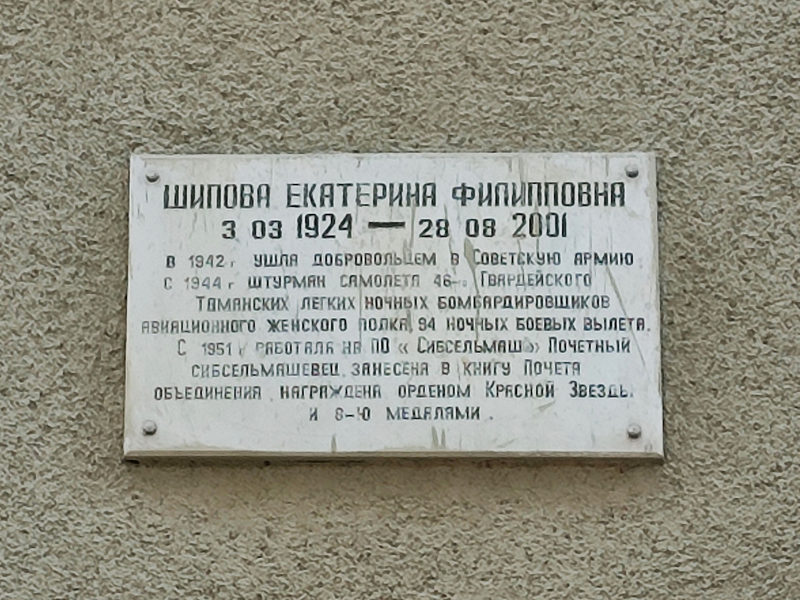 ШИПОВА ЕКАТЕРИНА ФИЛИППОВНА
3 03 1924 — 28 08 2001
В 1942 г УШЛА ДОБРОВОЛЬЦЕМ В СОВЕТСКУЮ АРМИЮ
С 1944 г ШТУРМАН САМОЛЕТА 46-го ГВАРДЕЙСКОГО
ТАМАНСКИХ ЛЕГКИХ НОЧНЫХ БОМБАРДИРОВЩИКОВ
АВИАЦИОННОГО ЖЕНСКОГО ПОЛКА, 94 НОЧНЫХ БОЕВЫХ ВЫЛЕТА.
С 1951 г РАБОТАЛА НА ПО «СИБСЕЛЬМАШ» ПОЧЕТНЫЙ
СИБСЕЛЬМАШЕВЕЦ, ЗАНЕСЕНА В КНИГУ ПОЧЕТА
ОБЪЕДИНЕНИЯ, НАГРАЖДЕНА ОРДЕНОМ КРАСНОЙ ЗВЕЗДЫ
И 8-Ю МЕДАЛЯМИ.